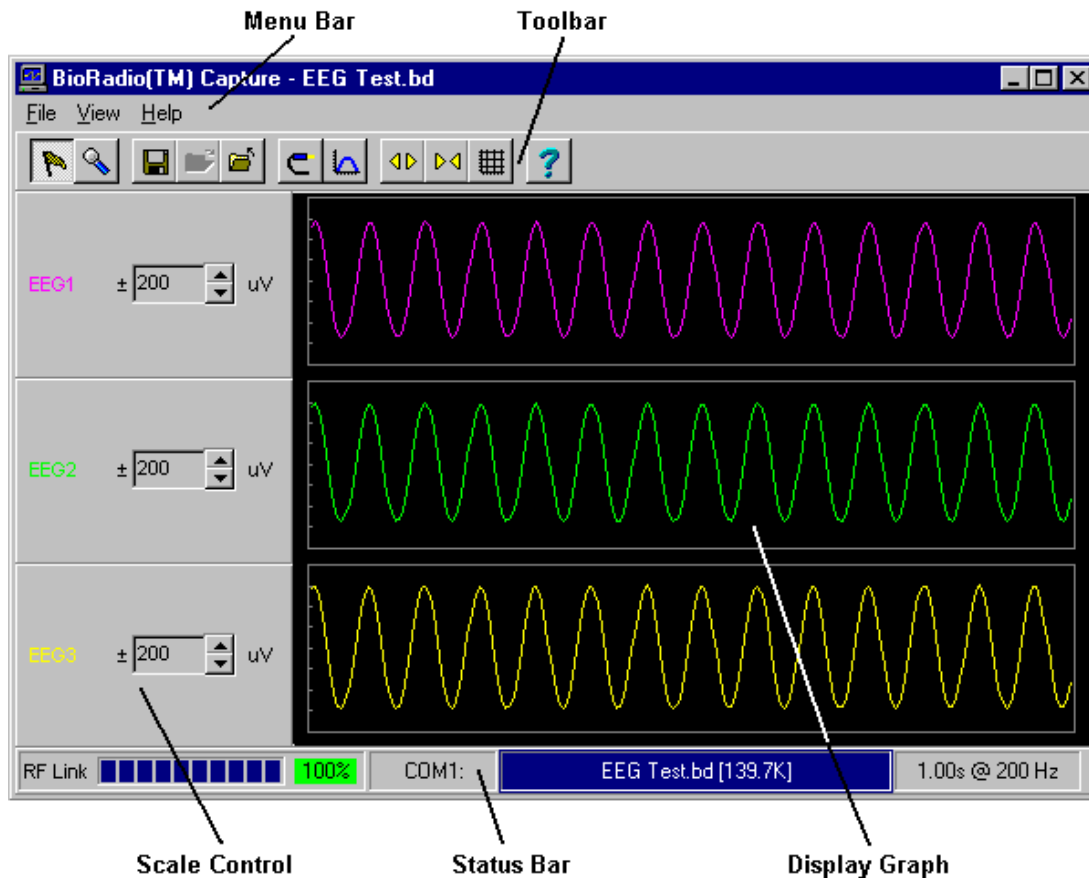 Menu Bar
Toolbar
BioRadio(TM) Capture - EEG Test.bd
File View Help
?
EEG1 ± 200 uV
EEG2 ± 200 uV
EEG3 ± 200 uV
RF Link 100% COM1: EEG Test.bd [139.7K] 1.00s @ 200 Hz
Scale Control
Status Bar
Display Graph